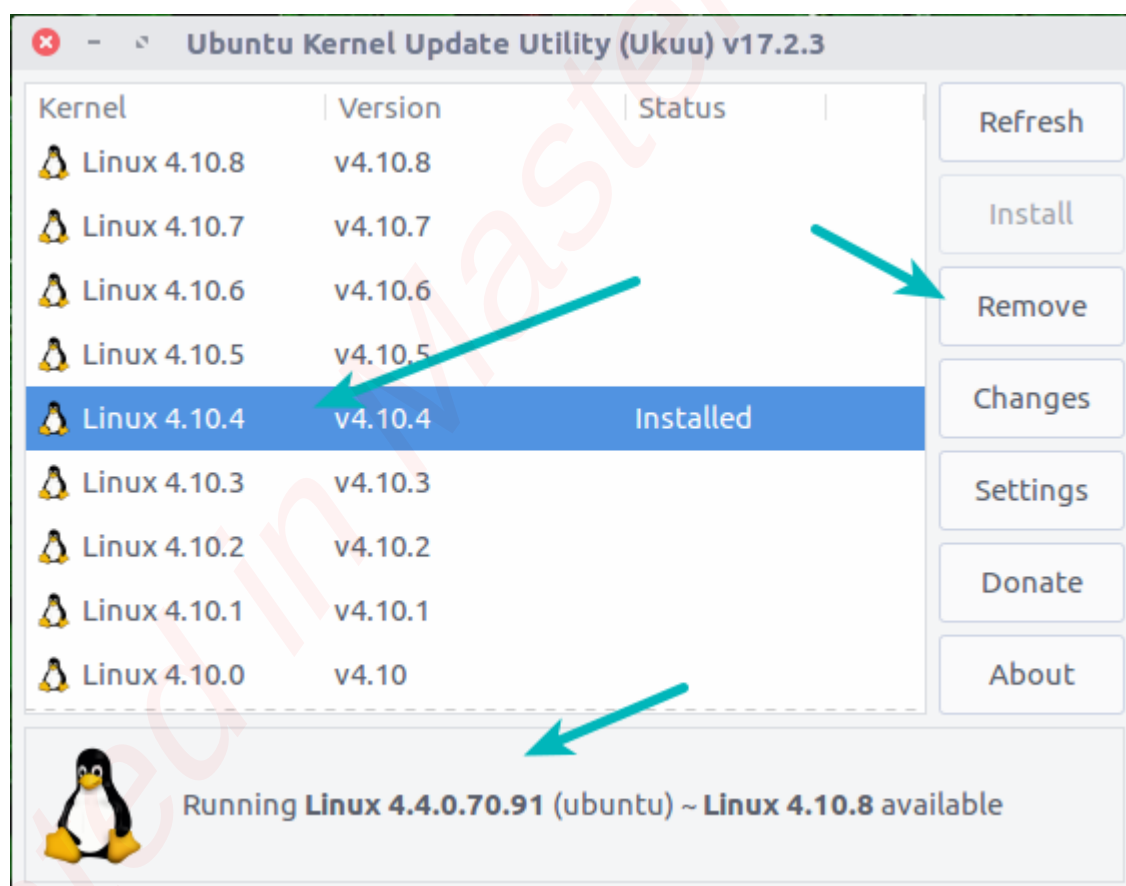 Ubuntu Kernel Update Utility (Ukuu) v17.2.3
Kernel Version Status
Linux 4.10.8 v4.10.8
Linux 4.10.7 v4.10.7
Linux 4.10.6 v4.10.6
Linux 4.10.5 v4.10.5
Linux 4.10.4 v4.10.4 Installed
Linux 4.10.3 v4.10.3
Linux 4.10.2 v4.10.2
Linux 4.10.1 v4.10.1
Linux 4.10.0 v4.10
Refresh
Install
Remove
Changes
Settings
Donate
About
Running Linux 4.4.0.70.91 (ubuntu) ~ Linux 4.10.8 available
in